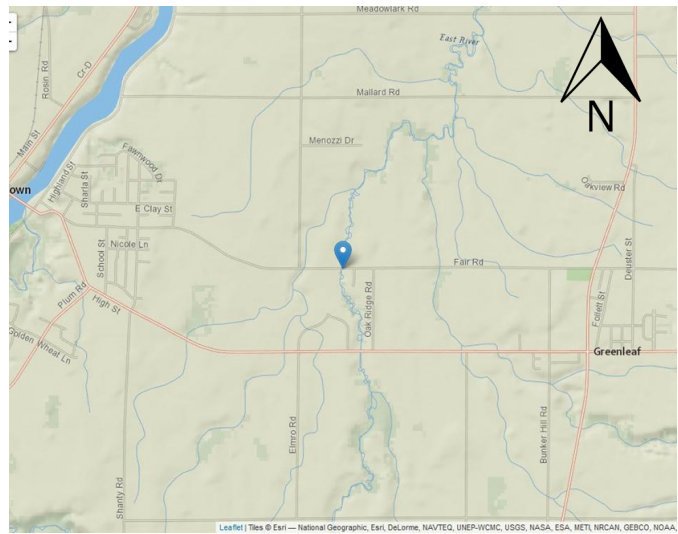 Meadowlark Rd
East River
Rosin Rd
Cr-D
Mallard Rd
N
Main St
Menozzi Dr
Fawnwood Dr
Highland St
Sharla St
own
Oakview Rd
E Clay St
School St
Nicole Ln
Deuster St
Fair Rd
Plum Rd
High St
Oak Ridge Rd
Follett St
Golden Wheat Ln
Greenleaf
Elmro Rd
Bunker Hill Rd
Shanty Rd
Leaflet | Tiles © Esri — National Geographic, Esri, DeLorme, NAVTEQ, UNEP-WCMC, USGS, NASA, ESA, METI, NRCAN, GEBCO, NOAA,